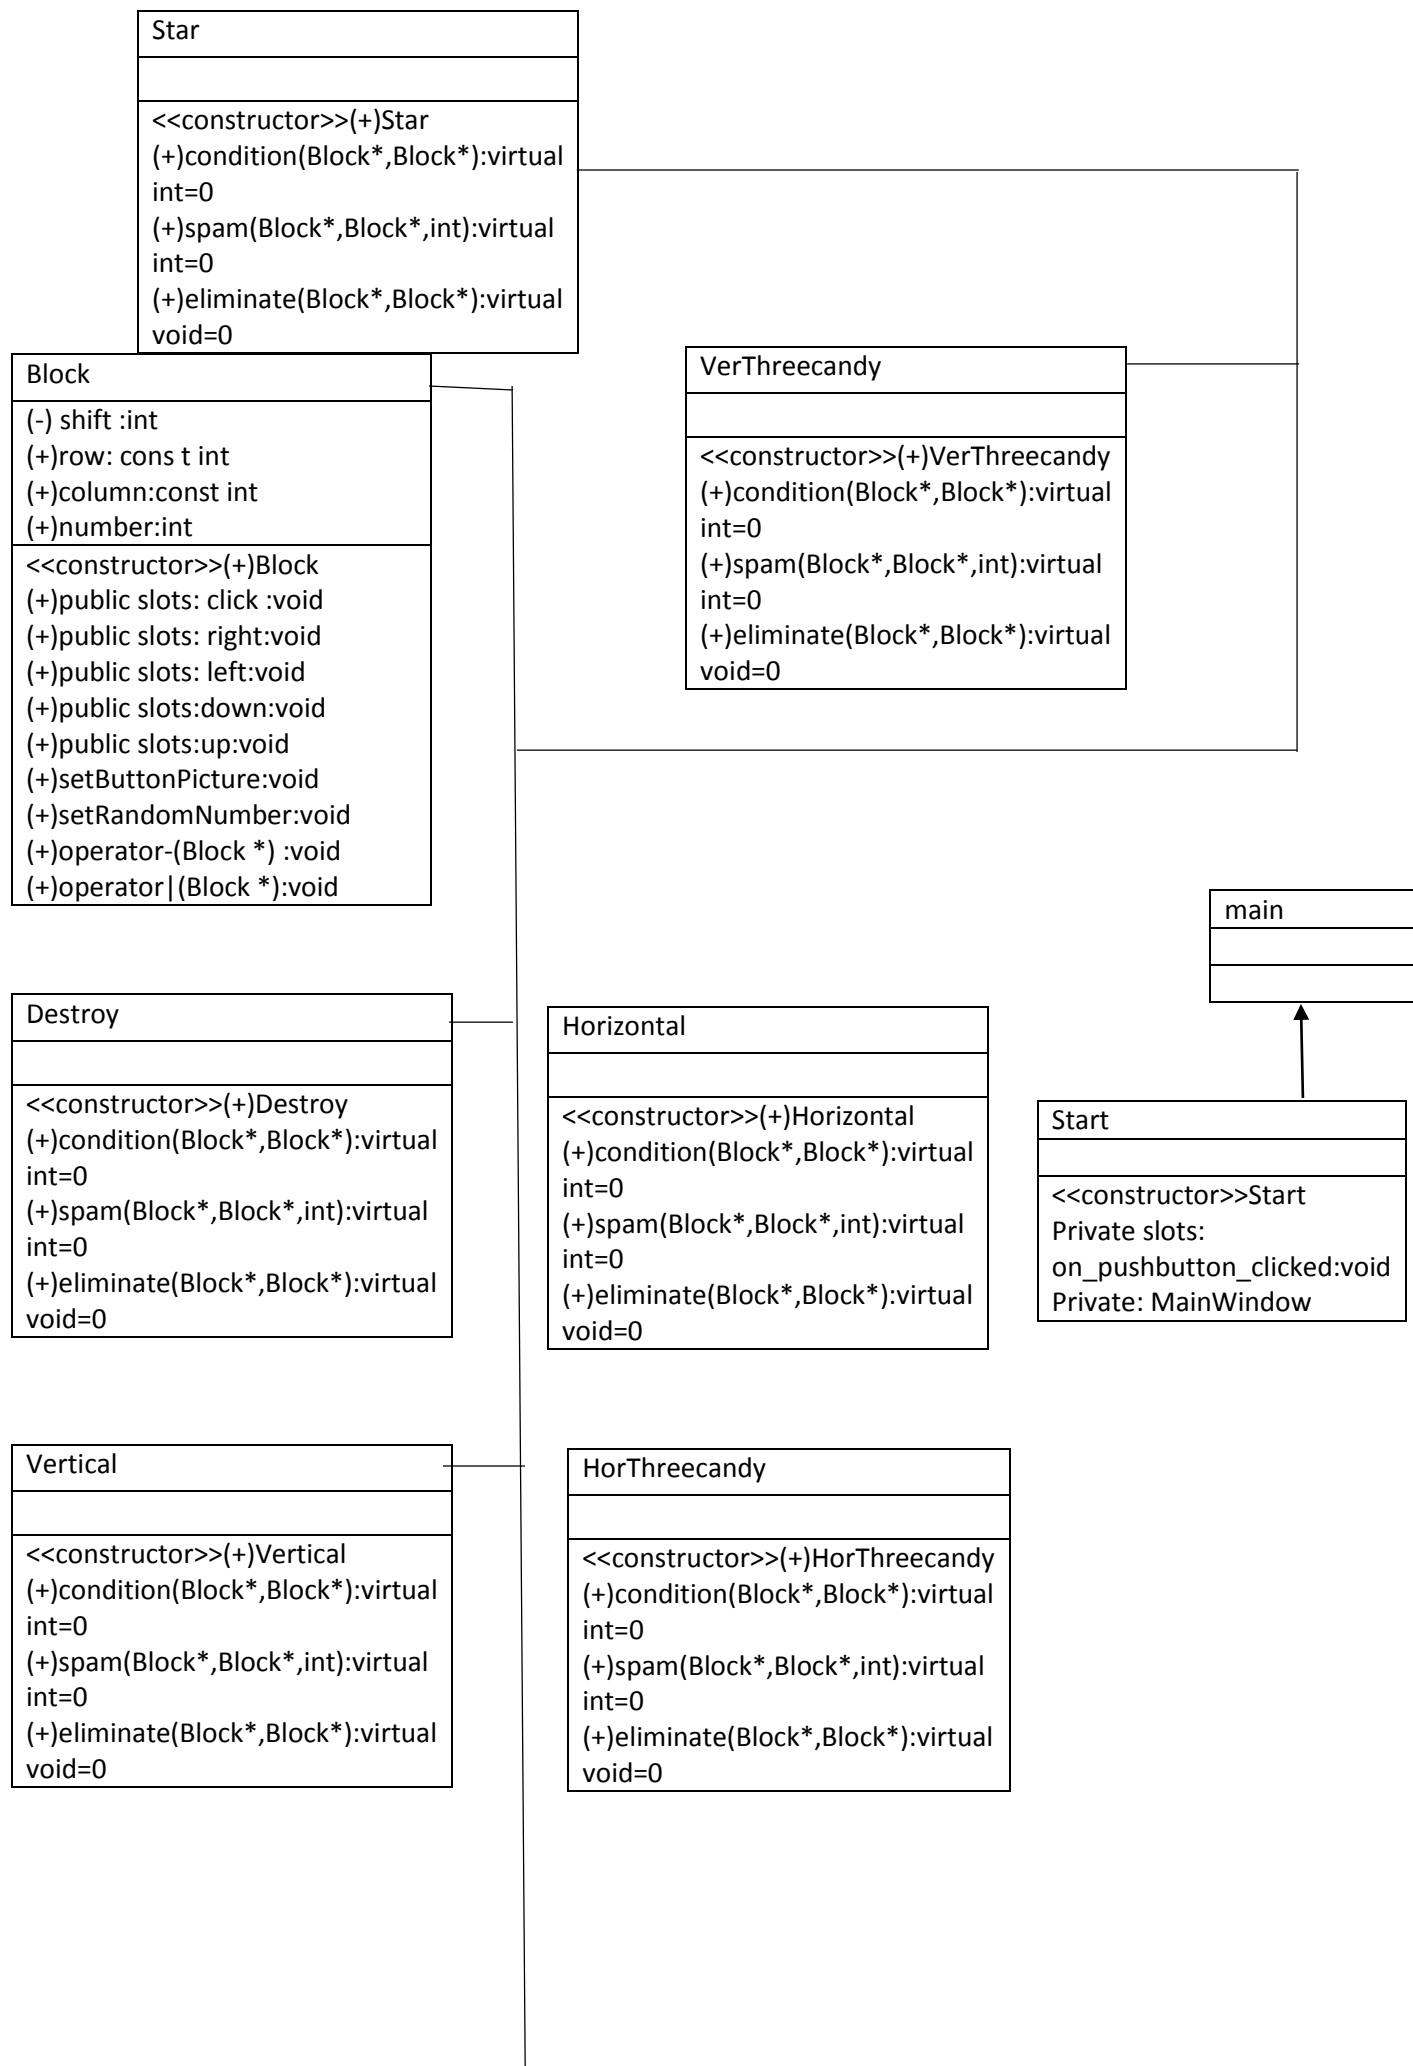 Star
<<constructor>>(+)Star
(+)condition(Block*,Block*):virtual
int=0
(+)spam(Block*,Block*,int):virtual
int=0
(+)eliminate(Block*,Block*):virtual
void=0
Block
(-) shift :int
(+)row: cons t int
(+)column:const int
(+)number:int
<<constructor>>(+)Block
(+)public slots: click :void
(+)public slots: right:void
(+)public slots: left:void
(+)public slots:down:void
(+)public slots:up:void
(+)setButtonPicture:void
(+)setRandomNumber:void
(+)operator-(Block *) :void
(+)operator|(Block *):void
VerThreecandy
<<constructor>>(+)VerThreecandy
(+)condition(Block*,Block*):virtual
int=0
(+)spam(Block*,Block*,int):virtual
int=0
(+)eliminate(Block*,Block*):virtual
void=0
main
Destroy
<<constructor>>(+)Destroy
(+)condition(Block*,Block*):virtual
int=0
(+)spam(Block*,Block*,int):virtual
int=0
(+)eliminate(Block*,Block*):virtual
void=0
Horizontal
<<constructor>>(+)Horizontal
(+)condition(Block*,Block*):virtual
int=0
(+)spam(Block*,Block*,int):virtual
int=0
(+)eliminate(Block*,Block*):virtual
void=0
Start
<<constructor>>Start
Private slots:
on_pushbutton_clicked:void
Private: MainWindow
Vertical
<<constructor>>(+)Vertical
(+)condition(Block*,Block*):virtual
int=0
(+)spam(Block*,Block*,int):virtual
int=0
(+)eliminate(Block*,Block*):virtual
void=0
HorThreecandy
<<constructor>>(+)HorThreecandy
(+)condition(Block*,Block*):virtual
int=0
(+)spam(Block*,Block*,int):virtual
int=0
(+)eliminate(Block*,Block*):virtual
void=0